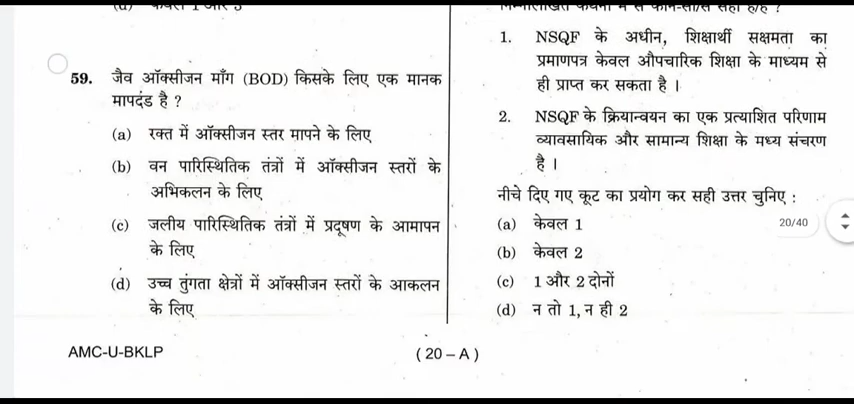 59. जैव ऑक्सीजन माँग (BOD) किसके लिए एक मानक
मापदंड है ?
(a) रक्त में ऑक्सीजन स्तर मापने के लिए
(b) वन पारिस्थितिक तंत्रों में ऑक्सीजन स्तरों के
अभिकलन के लिए
(c) जलीय पारिस्थितिक तंत्रों में प्रदूषण के आमापन
के लिए
(d) उच्च तुंगता क्षेत्रों में ऑक्सीजन स्तरों के आकलन
के लिए
1. NSQF के अधीन, शिक्षार्थी सक्षमता का
प्रमाणपत्र केवल औपचारिक शिक्षा के माध्यम से
ही प्राप्त कर सकता है ।
2. NSQF के क्रियान्वयन का एक प्रत्याशित परिणाम
व्यावसायिक और सामान्य शिक्षा के मध्य संचरण
है ।
नीचे दिए गए कूट का प्रयोग कर सही उत्तर चुनिए :
(a) केवल 1
(b) केवल 2
(c) 1 और 2 दोनों
(d) न तो 1, न ही 2
20/40
AMC-U-BKLP
( 20 – A )